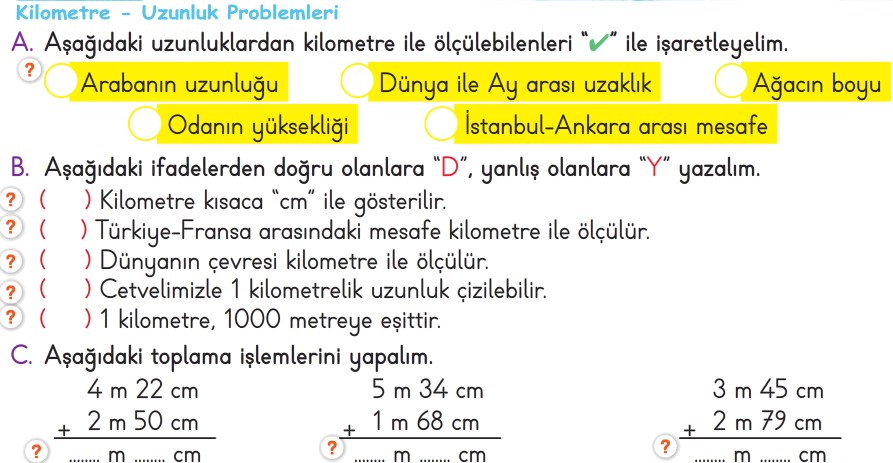 Kilometre - Uzunluk Problemleri
A. Aşağıdaki uzunluklardan kilometre ile ölçülebilenleri “✔” ile işaretleyelim.
? Arabanın uzunluğu Dünya ile Ay arası uzaklık Ağacın boyu
Odanın yüksekliği İstanbul-Ankara arası mesafe
B. Aşağıdaki ifadelerden doğru olanlara “D”, yanlış olanlara “Y” yazalım.
? ( ) Kilometre kısaca “cm” ile gösterilir.
? ( ) Türkiye-Fransa arasındaki mesafe kilometre ile ölçülür.
? ( ) Dünyanın çevresi kilometre ile ölçülür.
? ( ) Cetvelimizle 1 kilometrelik uzunluk çizilebilir.
? ( ) 1 kilometre, 1000 metreye eşittir.
C. Aşağıdaki toplama işlemlerini yapalım.
4 m 22 cm 5 m 34 cm 3 m 45 cm
+ 2 m 50 cm + 1 m 68 cm + 2 m 79 cm
? ........ m ........ cm ? ........ m ........ cm ? ........ m ........ cm